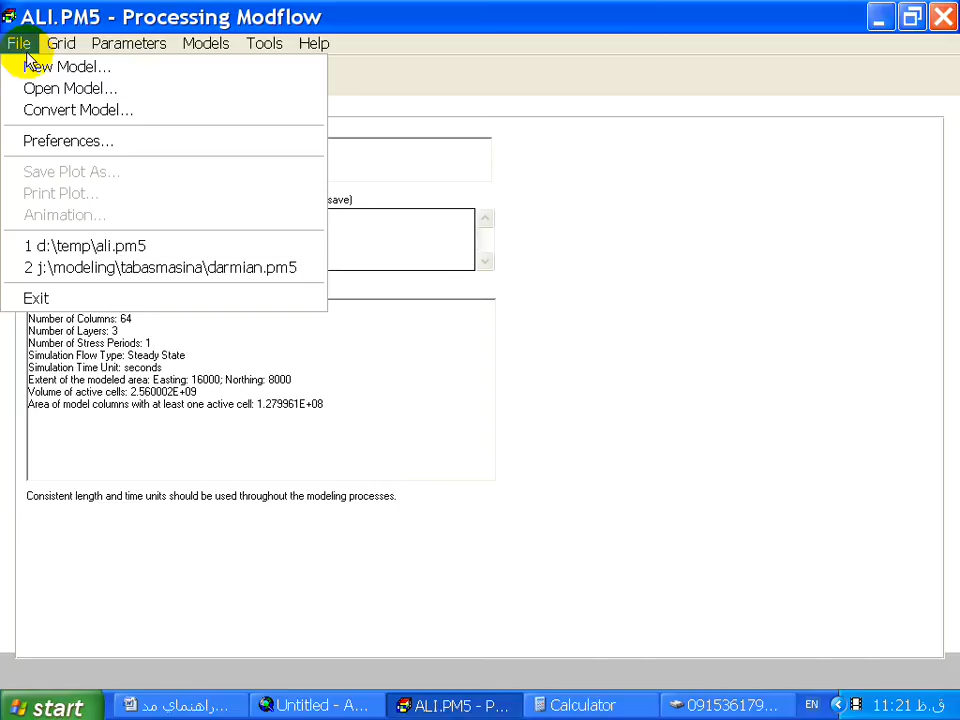 ALI.PM5 - Processing Modflow
File Grid Parameters Models Tools Help
New Model...
Open Model...
Convert Model...
Preferences...
Save Plot As...
save)
Print Plot...
Animation...
1 d:\temp\ali.pm5
2 j:\modeling\tabasmasina\darmian.pm5
Exit
Number of Columns: 64
Number of Layers: 3
Number of Stress Periods: 1
Simulation Flow Type: Steady State
Simulation Time Unit: seconds
Extent of the modeled area: Easting: 16000; Northing: 8000
Volume of active cells: 2.560002E+09
Area of model columns with at least one active cell: 1.279961E+08
Consistent length and time units should be used throughout the modeling processes.
start راهنماي مد... Untitled - A... ALI.PM5 - P... Calculator 091536179... EN 11:21 ق.ظ